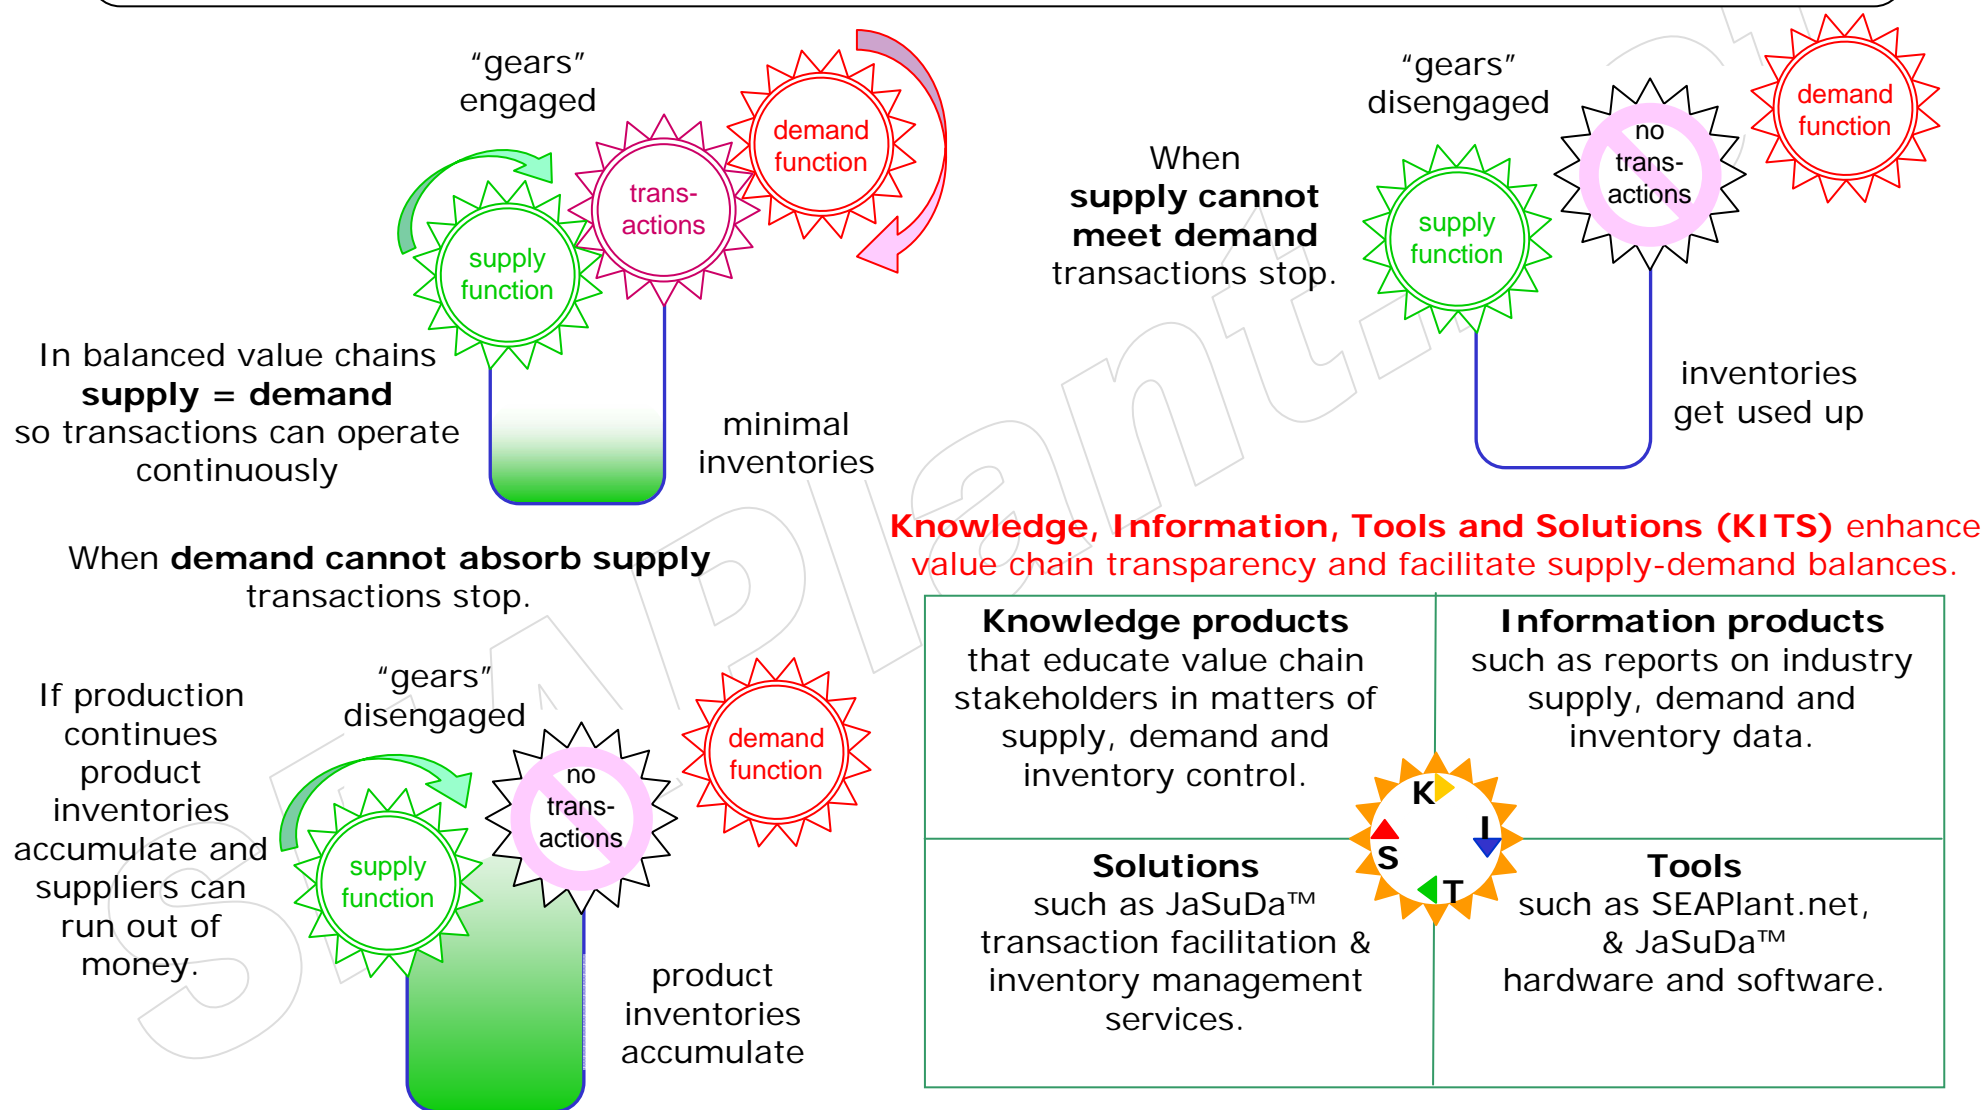 “gears”
engaged
demand
function
trans-
actions
supply
function
In balanced value chains
supply = demand
so transactions can operate
continuously
minimal
inventories
“gears”
disengaged
demand
function
no
trans-
actions
When
supply cannot
meet demand
transactions stop.
supply
function
inventories
get used up
When demand cannot absorb supply
transactions stop.
“gears”
disengaged
If production
continues
product
inventories
accumulate and
suppliers can
run out of
money.
no
trans-
actions
demand
function
supply
function
product
inventories
accumulate
Knowledge, Information, Tools and Solutions (KITS) enhance
value chain transparency and facilitate supply-demand balances.
Knowledge products
that educate value chain
stakeholders in matters of
supply, demand and
inventory control.
Information products
such as reports on industry
supply, demand and
inventory data.
K
I
S
T
Solutions
such as JaSuDa™
transaction facilitation &
inventory management
services.
Tools
such as SEAPlant.net,
& JaSuDa™
hardware and software.